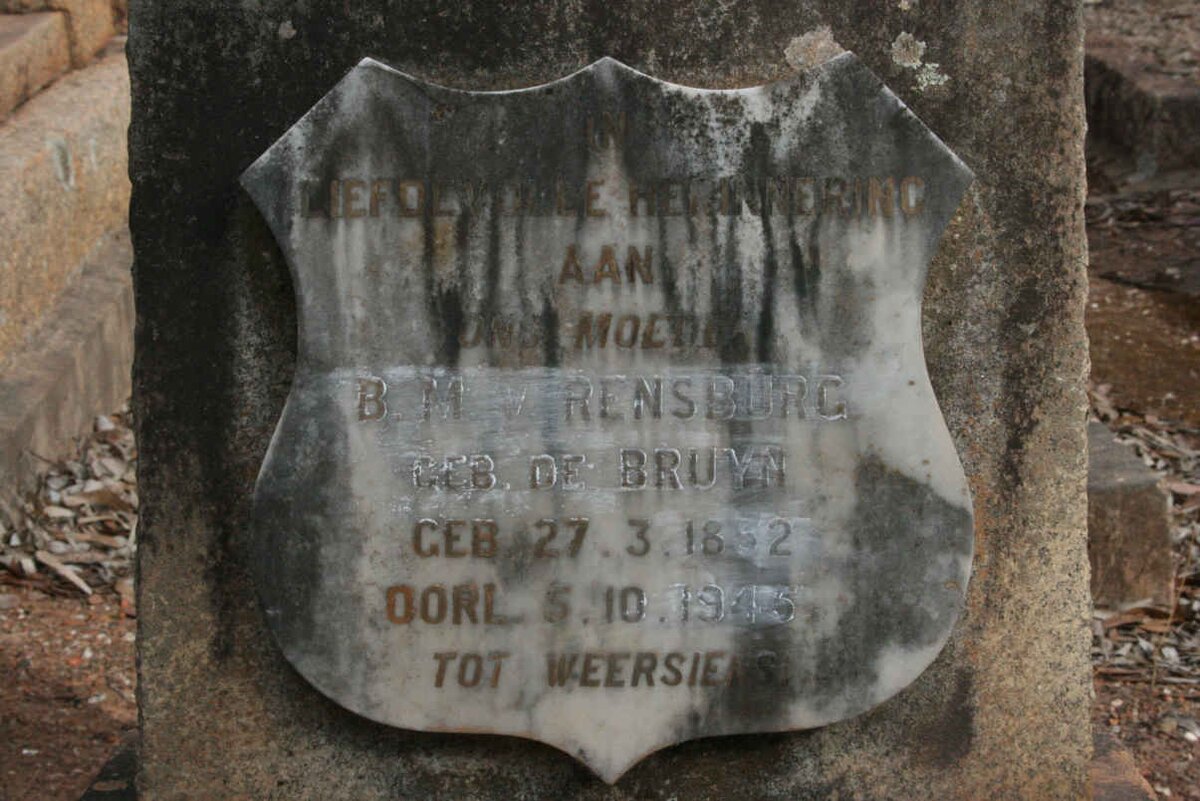 IN
LIEFDEVOLLE HERINNERING
AAN
ONS MOEDER
B. M. V. RENSBURG
GEB. DE BRUYN
GEB. 27. 3. 1852
OORL. 5. 10. 1945
TOT WEERSIENS.